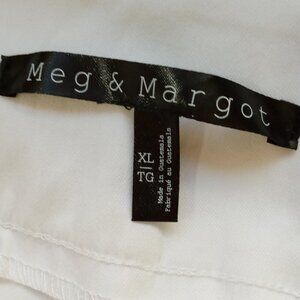 Meg & Margot
XL
TG
Made in Guatemala
Fabriqué au Guatemala